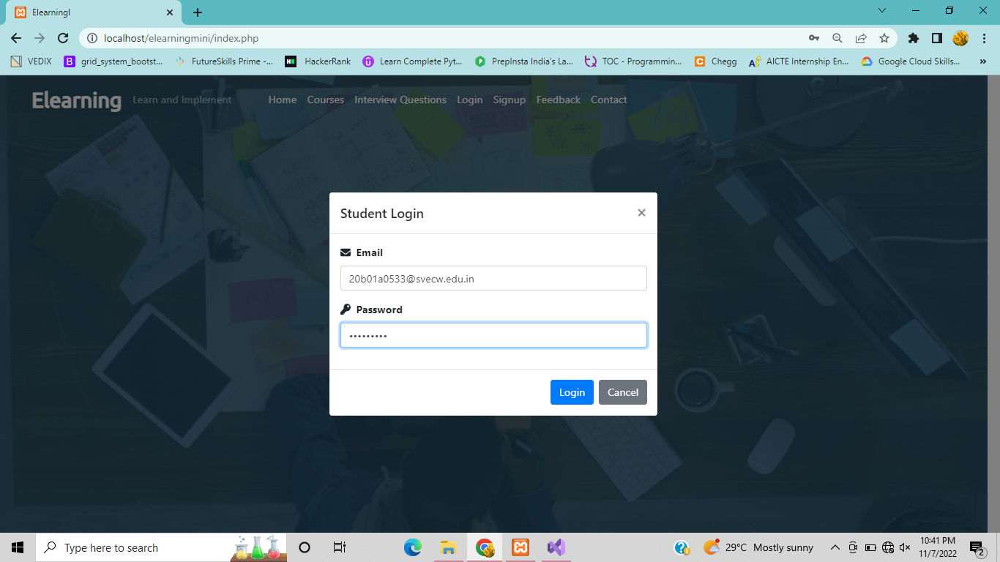 Elearningl
localhost/elearningmini/index.php
VEDIX B grid_system_bootst... FutureSkills Prime -... HackerRank Learn Complete Pyt... PrepInsta India's La... TOC - Programmin... Chegg AICTE Internship En... Google Cloud Skills... »
Elearning Learn and Implement Home Courses Interview Questions Login Signup Feedback Contact
Student Login ×
Email
20b01a0533@svecw.edu.in
Password
•••••••••
Login Cancel
Type here to search 29°C Mostly sunny 10:41 PM
11/7/2022 2